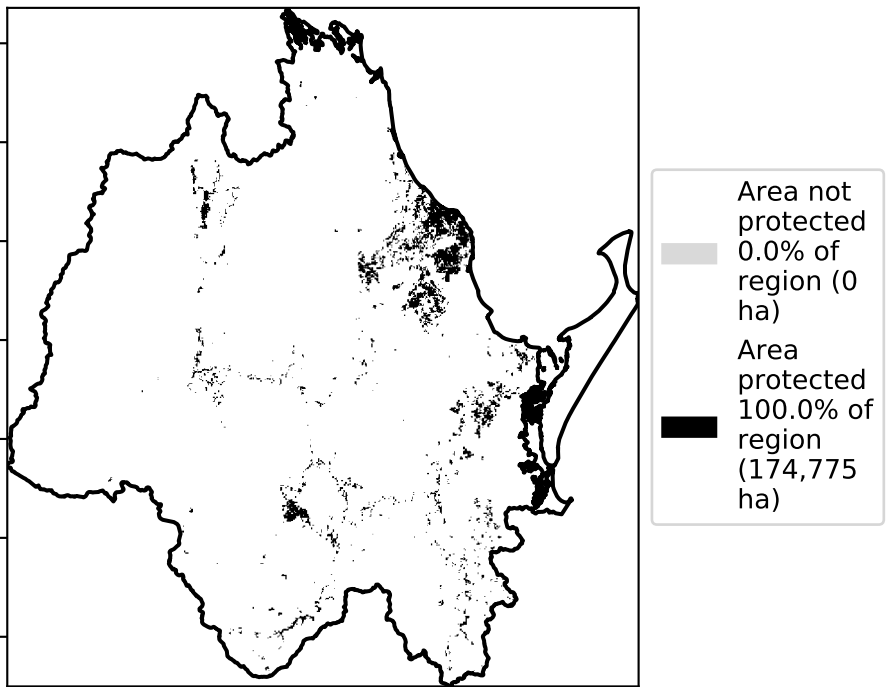 Area not
protected
0.0% of
region (0
ha)
Area
protected
100.0% of
region
(174,775
ha)